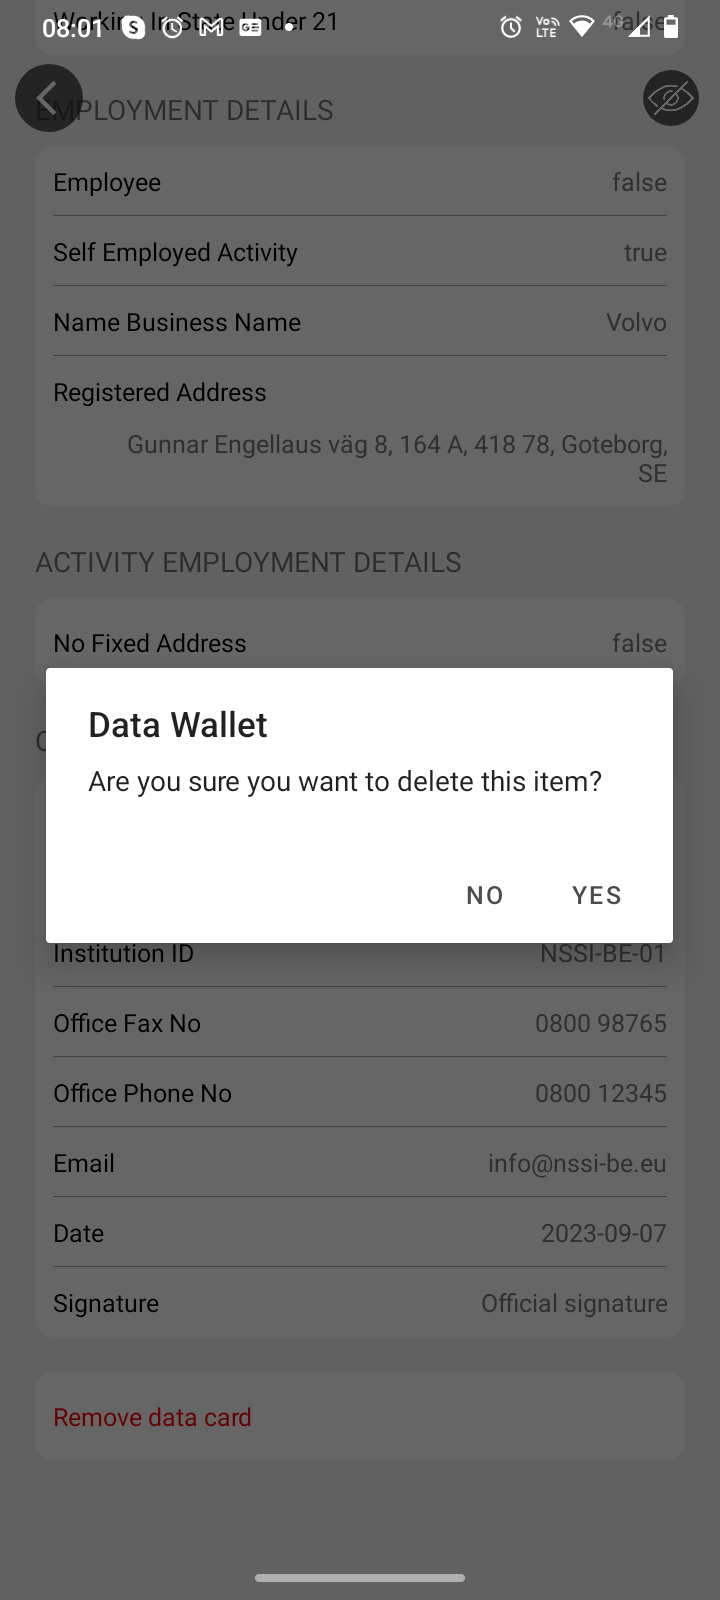 08:01
VoLTE
4G
Working In State Under 21 false
EMPLOYMENT DETAILS
Employee false
Self Employed Activity true
Name Business Name Volvo
Registered Address
Gunnar Engellaus väg 8, 164 A, 418 78, Goteborg,
SE
ACTIVITY EMPLOYMENT DETAILS
No Fixed Address false
Data Wallet
Are you sure you want to delete this item?
NO YES
Institution ID NSSI-BE-01
Office Fax No 0800 98765
Office Phone No 0800 12345
Email info@nssi-be.eu
Date 2023-09-07
Signature Official signature
Remove data card